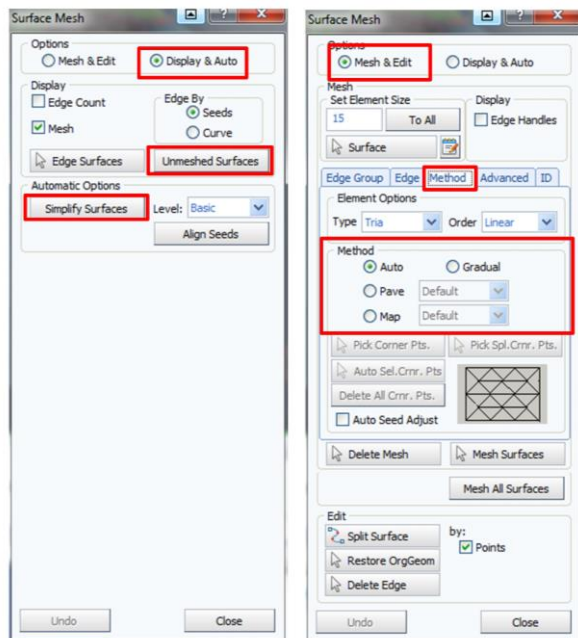 Surface Mesh
Options
Mesh & Edit Display & Auto
Display
Edge Count
Mesh
Edge By
Seeds
Curve
Edge Surfaces Unmeshed Surfaces
Automatic Options
Simplify Surfaces Level: Basic
Align Seeds
Undo Close
Surface Mesh
Options
Mesh & Edit Display & Auto
Mesh
Set Element Size
15 To All
Surface
Display
Edge Handles
Edge Group Edge Method Advanced ID
Element Options
Type Tria Order Linear
Method
Auto Gradual
Pave Default
Map Default
Pick Corner Pts. Pick Spl.Crnr. Pts.
Auto Sel.Crnr. Pts
Delete All Crnr. Pts.
Auto Seed Adjust
Delete Mesh Mesh Surfaces
Mesh All Surfaces
Edit
Split Surface by:
Points
Restore OrgGeom
Delete Edge
Undo Close